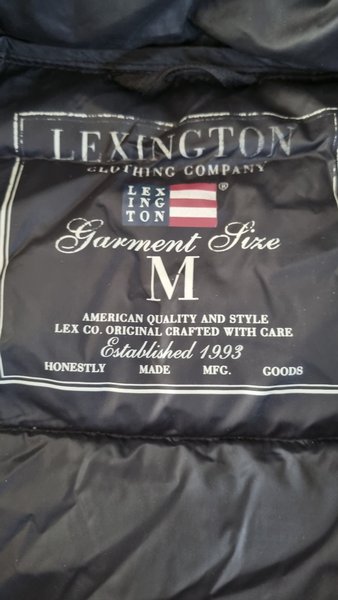 LEXINGTON
CLOTHING COMPANY
LEX
ING
TON
®
Garment Size
M
AMERICAN QUALITY AND STYLE
LEX CO. ORIGINAL CRAFTED WITH CARE
Established 1993
HONESTLY MADE MFG. GOODS